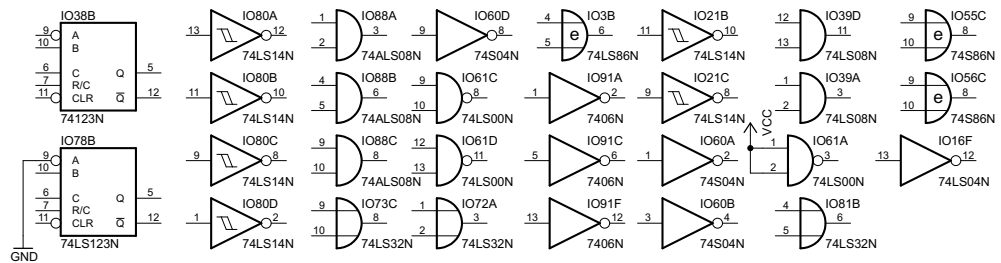 IO38B IO80A IO88A IO60D IO3B IO21B IO39D IO55C
9 A
10 B
6 C Q 5
7 R/C
11 CLR Q 12
74123N
13 12
74LS14N
1 3
2
74ALS08N
9 8
74S04N
4 e 6
5
74LS86N
11 10
74LS14N
12 11
13
74LS08N
9 e 8
10
74S86N
IO80B IO88B IO61C IO91A IO21C IO39A IO56C
11 10
74LS14N
4 6
5
74ALS08N
9 8
10
74LS00N
1 2
7406N
9 8
74LS14N
1 3
2
74LS08N
9 e 8
10
74S86N
IO78B IO80C IO88C IO61D IO91C IO60A VCC IO61A IO16F
9 A
10 B
6 C Q 5
7 R/C
11 CLR Q 12
74LS123N
GND
9 8
74LS14N
9 8
10
74ALS08N
12 11
13
74LS00N
5 6
7406N
1 2
74S04N
1 3
2
74LS00N
13 12
74LS04N
IO80D IO73C IO72A IO91F IO60B IO81B
1 2
74LS14N
9 8
10
74LS32N
1 3
2
74LS32N
13 12
7406N
3 4
74S04N
4 6
5
74LS32N